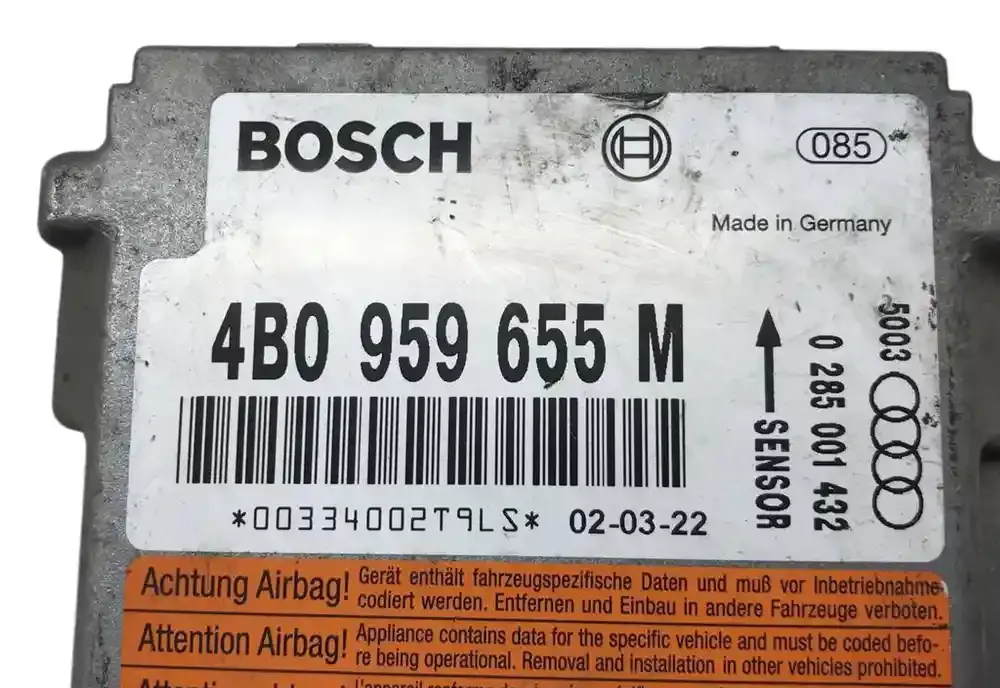 BOSCH
085
Made in Germany
4B0 959 655 M
5003
0 285 001 432
SENSOR
*00334002T9LS* 02-03-22
Achtung Airbag! Gerät enthält fahrzeugspezifische Daten und muß vor Inbetriebnahme
codiert werden. Entfernen und Einbau in andere Fahrzeuge verboten.
Attention Airbag! Appliance contains data for the specific vehicle and must be coded befo-
re being operational. Removal and installation in other vehicles prohibited.